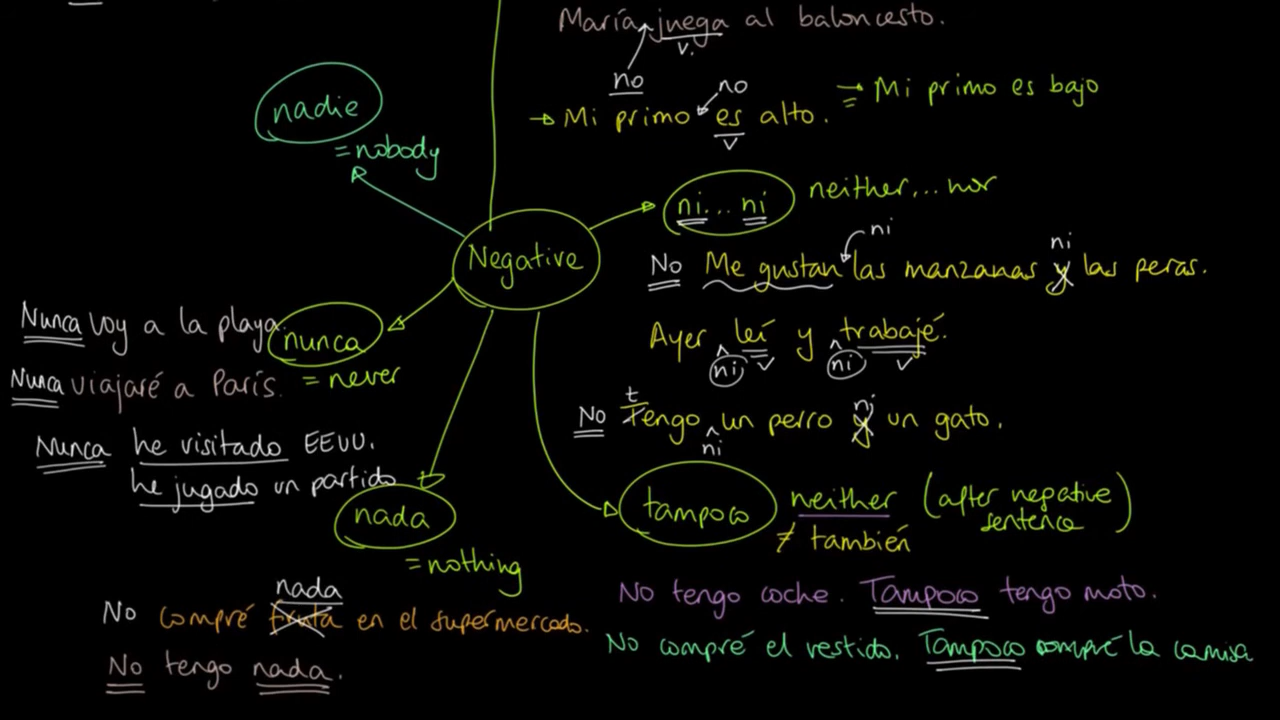 María juega al baloncesto.
v.
no
no
→ Mi primo es alto.
v
→ Mi primo es bajo
nadie
= nobody
Negative
ni... ni
neither... nor
ni
ni
No Me gustan las manzanas y las peras.
Ayer leí y trabajé.
ni v
ni v
t
ni
No Tengo un perro y un gato.
ni
Nunca voy a la playa.
nunca
= never
Nunca viajaré a París.
Nunca he visitado EEUU.
he jugado un partido
nada
= nothing
nada
No compré fruta en el supermercado.
No tengo nada.
tampoco
neither (after negative sentence)
≠ también
No tengo coche. Tampoco tengo moto.
No compré el vestido. Tampoco compré la camisa